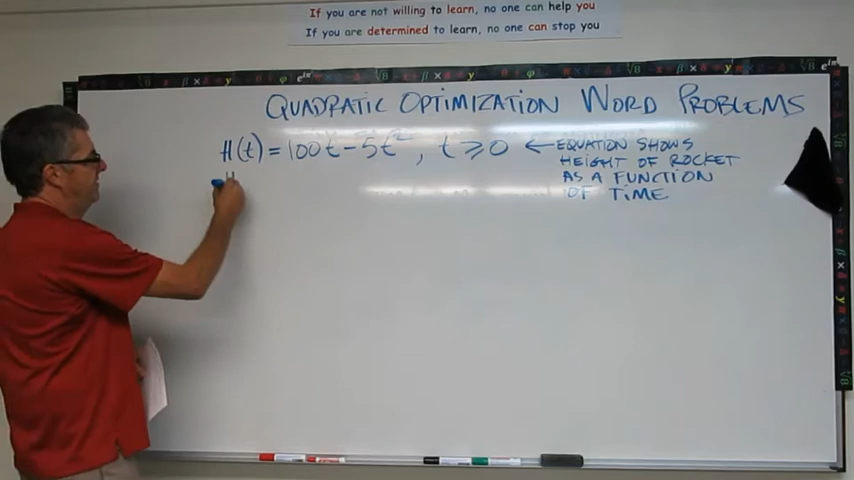 If you are not willing to learn, no one can help you
If you are determined to learn, no one can stop you
QUADRATIC OPTIMIZATION WORD PROBLEMS
H(t) = 100t - 5t², t ≥ 0 ← EQUATION SHOWS
HEIGHT OF ROCKET
AS A FUNCTION
OF TIME
H